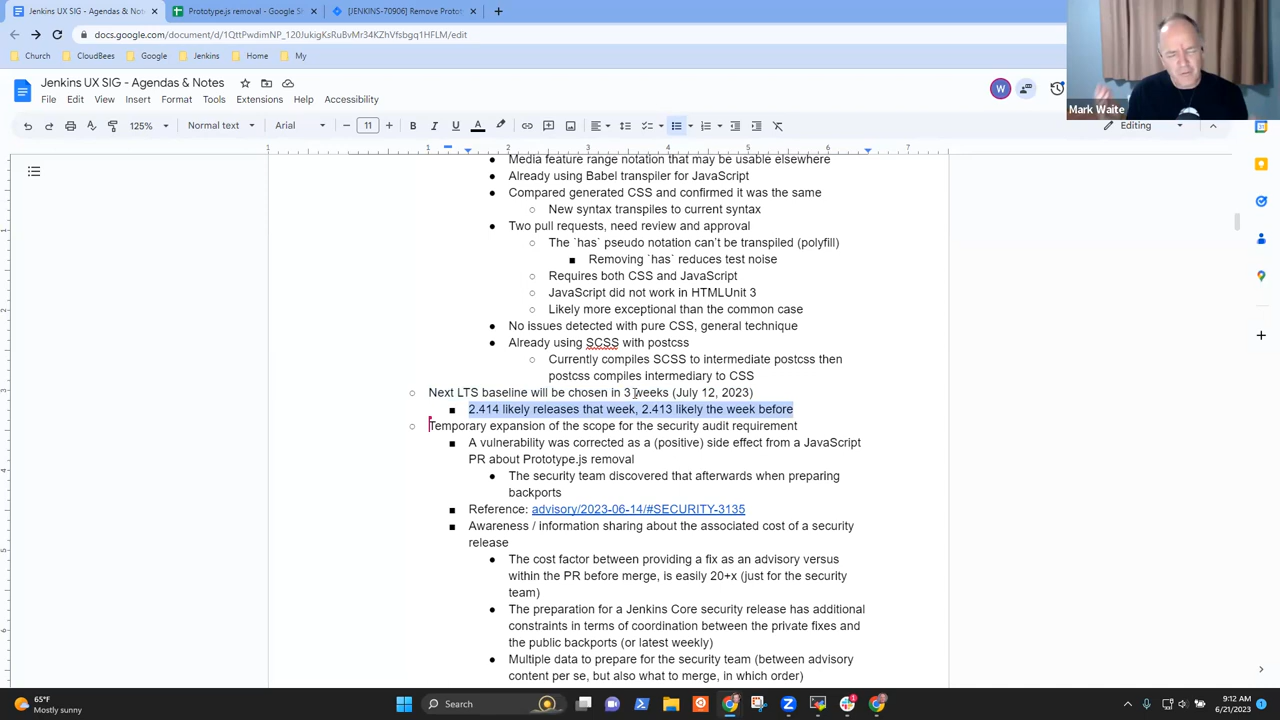 Jenkins UX SIG - Agendas & Notes
Prototype.js removal - Google S
[JENKINS-70906] Remove Protot
docs.google.com/document/d/1QttPwdimNP_120JukigKsRuBvMr34KZhVfsbgq1HFLM/edit
Church
CloudBees
Google
Jenkins
Home
My
Mark Waite
Jenkins UX SIG - Agendas & Notes
File Edit View Insert Format Tools Extensions Help Accessibility
W
125%
Normal text
Arial
11
B I U A
Editing
1 1 2 3 4 5 6 7
Media feature range notation that may be usable elsewhere
Already using Babel transpiler for JavaScript
Compared generated CSS and confirmed it was the same
New syntax transpiles to current syntax
Two pull requests, need review and approval
The `has` pseudo notation can't be transpiled (polyfill)
Removing `has` reduces test noise
Requires both CSS and JavaScript
JavaScript did not work in HTMLUnit 3
Likely more exceptional than the common case
No issues detected with pure CSS, general technique
Already using SCSS with postcss
Currently compiles SCSS to intermediate postcss then
postcss compiles intermediary to CSS
Next LTS baseline will be chosen in 3 weeks (July 12, 2023)
2.414 likely releases that week, 2.413 likely the week before
Temporary expansion of the scope for the security audit requirement
A vulnerability was corrected as a (positive) side effect from a JavaScript
PR about Prototype.js removal
The security team discovered that afterwards when preparing
backports
Reference: advisory/2023-06-14/#SECURITY-3135
Awareness / information sharing about the associated cost of a security
release
The cost factor between providing a fix as an advisory versus
within the PR before merge, is easily 20+x (just for the security
team)
The preparation for a Jenkins Core security release has additional
constraints in terms of coordination between the private fixes and
the public backports (or latest weekly)
Multiple data to prepare for the security team (between advisory
content per se, but also what to merge, in which order)
65°F
Mostly sunny
Search
9:12 AM
6/21/2023